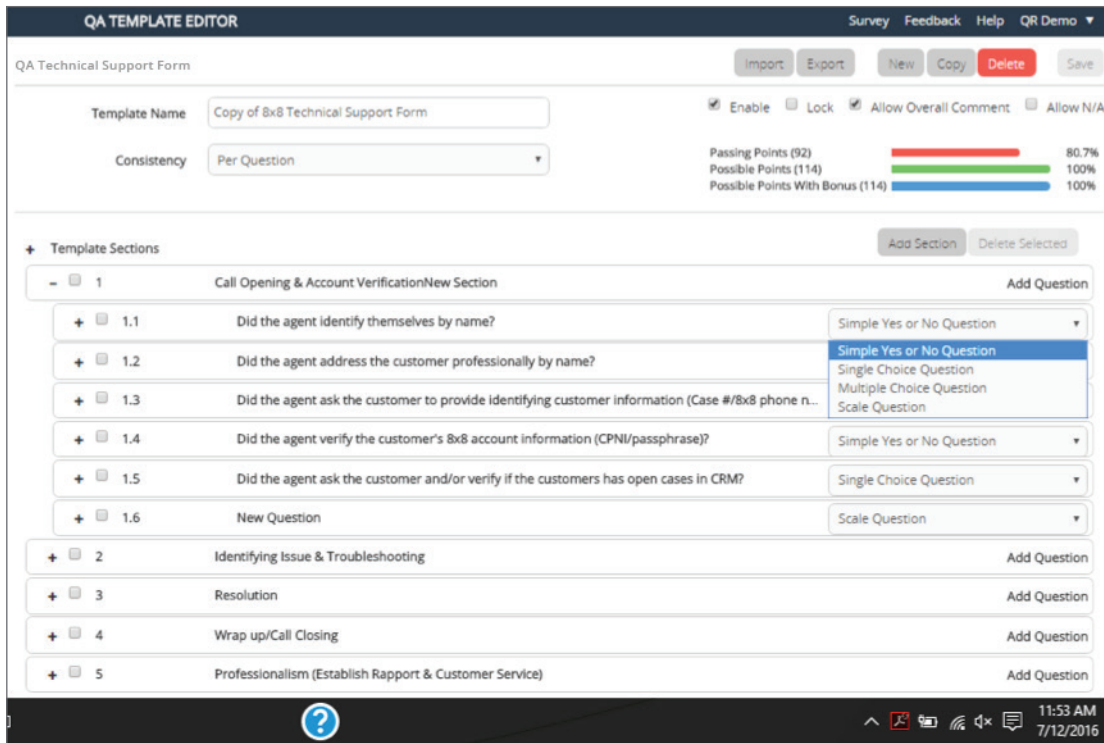 QA TEMPLATE EDITOR Survey Feedback Help QR Demo ▼
QA Technical Support Form Import Export New Copy Delete Save
Template Name Copy of 8x8 Technical Support Form Enable Lock Allow Overall Comment Allow N/A
Consistency Per Question
Passing Points (92) 80.7%
Possible Points (114) 100%
Possible Points With Bonus (114) 100%
+ Template Sections Add Section Delete Selected
– 1 Call Opening & Account VerificationNew Section Add Question
+ 1.1 Did the agent identify themselves by name? Simple Yes or No Question
Simple Yes or No Question
Single Choice Question
Multiple Choice Question
Scale Question
+ 1.2 Did the agent address the customer professionally by name?
+ 1.3 Did the agent ask the customer to provide identifying customer information (Case #/8x8 phone n...
+ 1.4 Did the agent verify the customer's 8x8 account information (CPNI/passphrase)? Simple Yes or No Question
+ 1.5 Did the agent ask the customer and/or verify if the customers has open cases in CRM? Single Choice Question
+ 1.6 New Question Scale Question
+ 2 Identifying Issue & Troubleshooting Add Question
+ 3 Resolution Add Question
+ 4 Wrap up/Call Closing Add Question
+ 5 Professionalism (Establish Rapport & Customer Service) Add Question
?
11:53 AM
7/12/2016